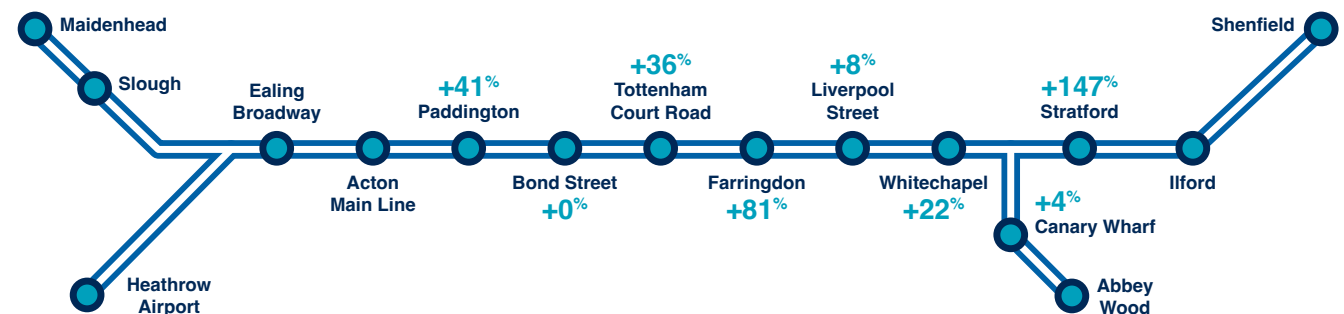 Maidenhead
Slough
Ealing
Broadway
Acton
Main Line
+41%
Paddington
Bond Street
+0%
+36%
Tottenham
Court Road
Farringdon
+81%
+8%
Liverpool
Street
Whitechapel
+22%
+147%
Stratford
+4%
Canary Wharf
Abbey
Wood
Ilford
Shenfield
Heathrow
Airport